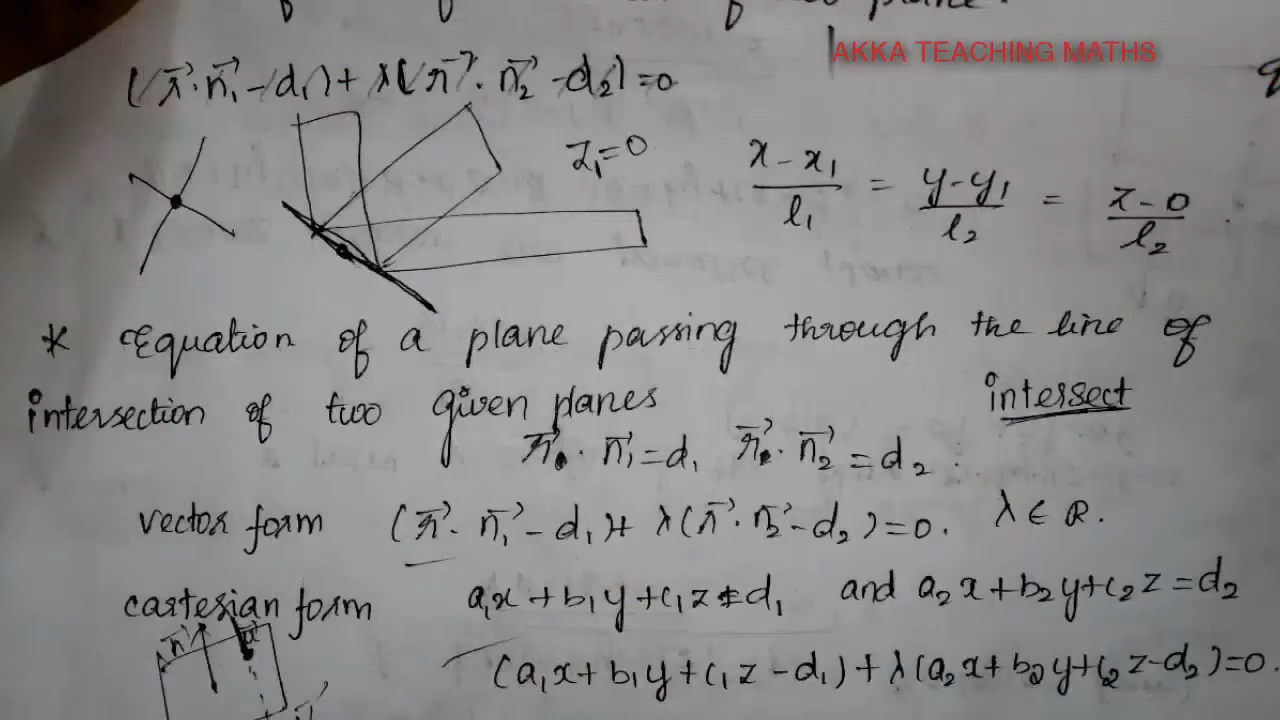 of two plane.
AKKA TEACHING MATHS
(r⃗·n⃗₁ - d₁) + λ(r⃗·n⃗₂ - d₂) = 0
z₁ = 0
(x - x₁)/l₁ = (y - y₁)/l₂ = (z - 0)/l₂.
* Equation of a plane passing through the line of
intersection of two given planes
intersect
r⃗·n⃗₁ = d₁ r⃗·n⃗₂ = d₂.
vector form (r⃗·n⃗₁ - d₁) + λ(r⃗·n⃗₂ - d₂) = 0. λ ∈ R.
cartesian form a₁x + b₁y + c₁z = d₁ and a₂x + b₂y + c₂z = d₂
(a₁x + b₁y + c₁z - d₁) + λ(a₂x + b₂y + c₂z - d₂) = 0.
n⃗